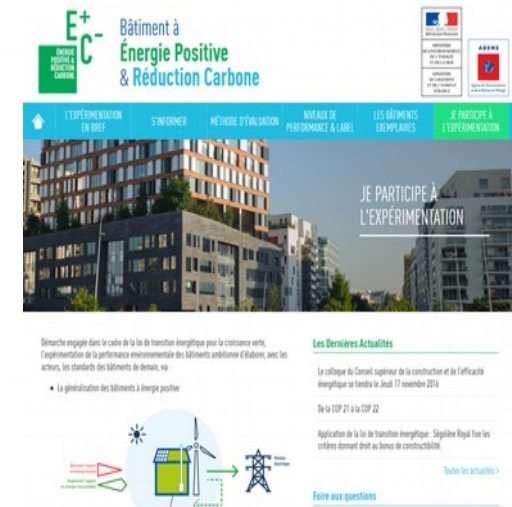 E+
C-
ÉNERGIE
POSITIVE &
RÉDUCTION
CARBONE
Bâtiment à
Énergie Positive
& Réduction Carbone
ADEME
L'EXPÉRIMENTATION
EN BREF
S'INFORMER
MÉTHODE D'ÉVALUATION
NIVEAUX DE
PERFORMANCE & LABEL
LES BÂTIMENTS
EXEMPLAIRES
JE PARTICIPE À
L'EXPÉRIMENTATION
JE PARTICIPE À
L'EXPÉRIMENTATION
Démarche engagée dans le cadre de la loi de transition énergétique pour la croissance verte,
l'expérimentation de la performance environnementale des bâtiments ambitionne d'élaborer, avec les
acteurs, les standards des bâtiments de demain, via :
• La généralisation des bâtiments à énergie positive
Les Dernières Actualités
Le colloque du Conseil supérieur de la construction et de l'efficacité
énergétique se tiendra le Jeudi 17 novembre 2016
De la COP 21 à la COP 22
Application de la loi de transition énergétique : Ségolène Royal fixe les
critères donnant droit au bonus de constructibilité.
Toutes les actualités >
Foire aux questions